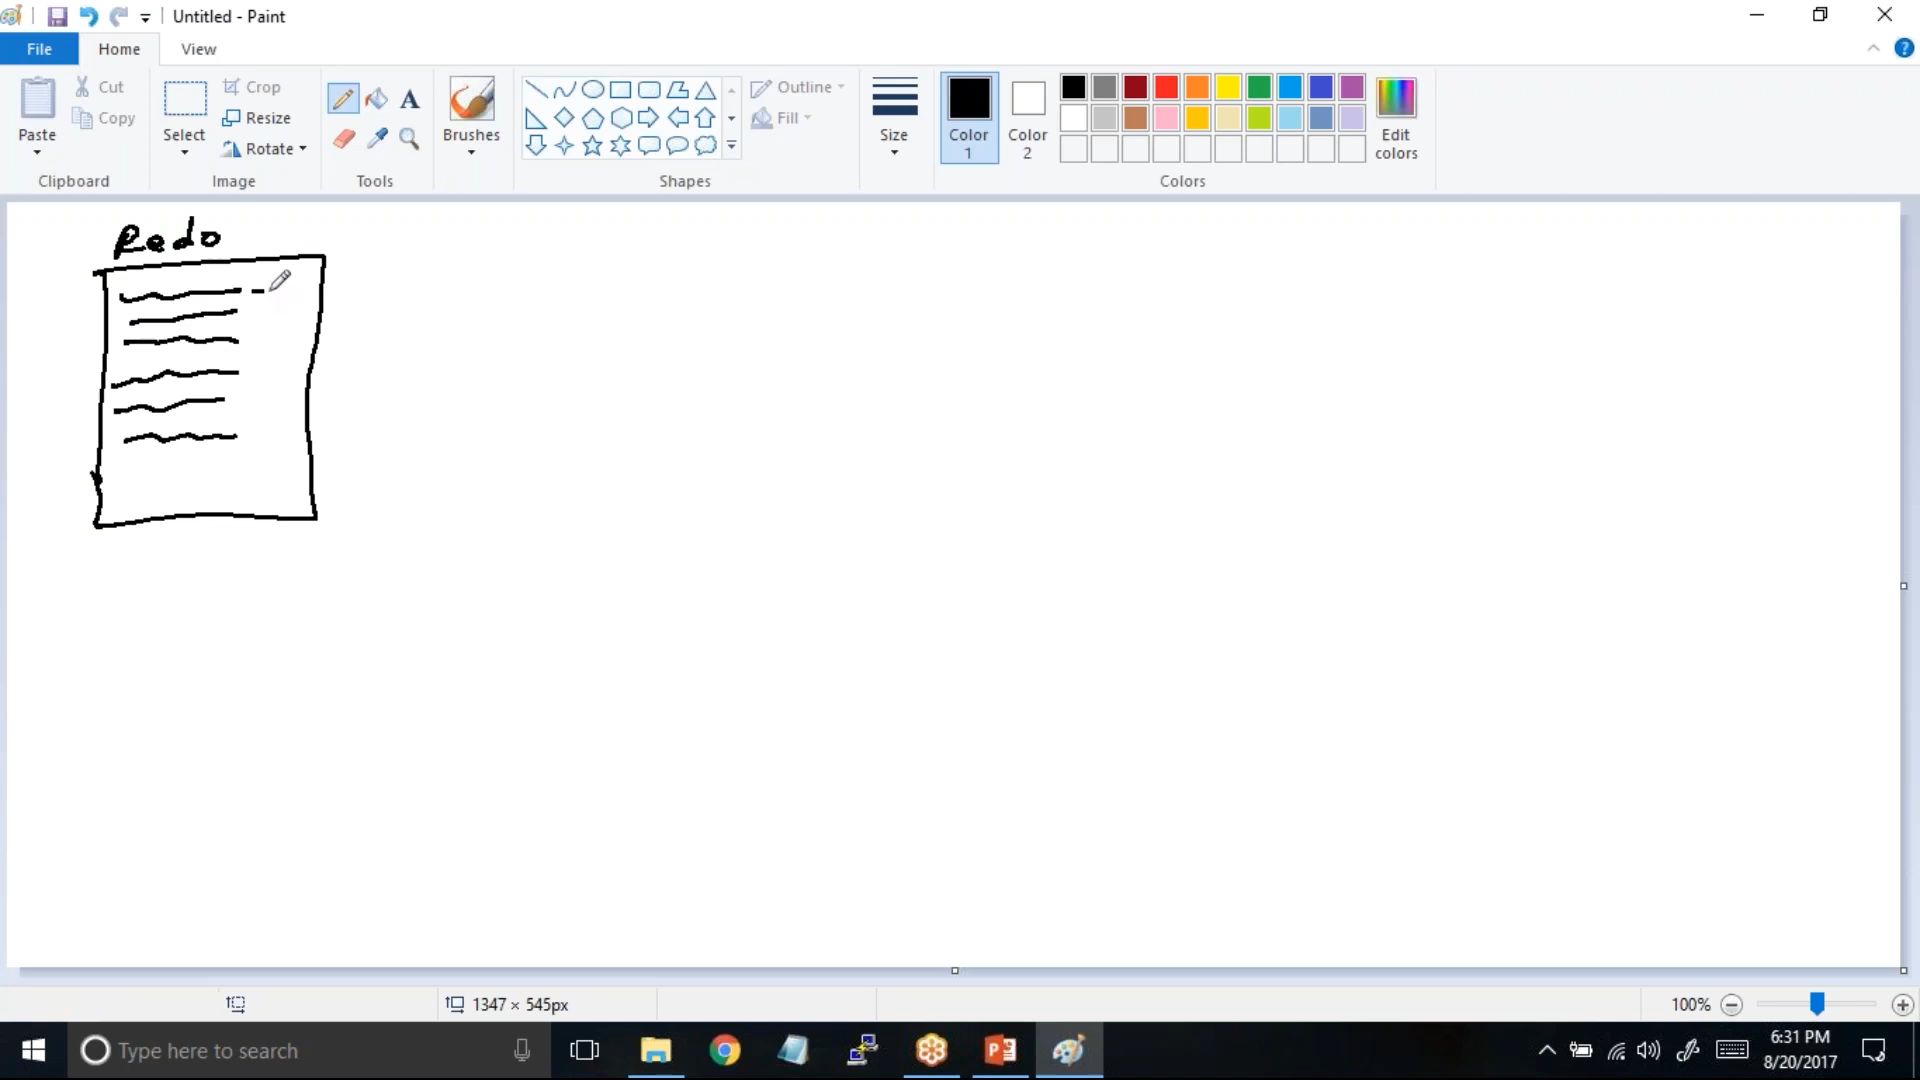 Untitled - Paint
File Home View
Paste
Cut
Copy
Clipboard
Select
Crop
Resize
Rotate
Image
Tools
Brushes
Outline
Fill
Shapes
Size
Color 1
Color 2
Edit colors
Colors
Redo
1347 × 545px
100%
Type here to search
6:31 PM
8/20/2017